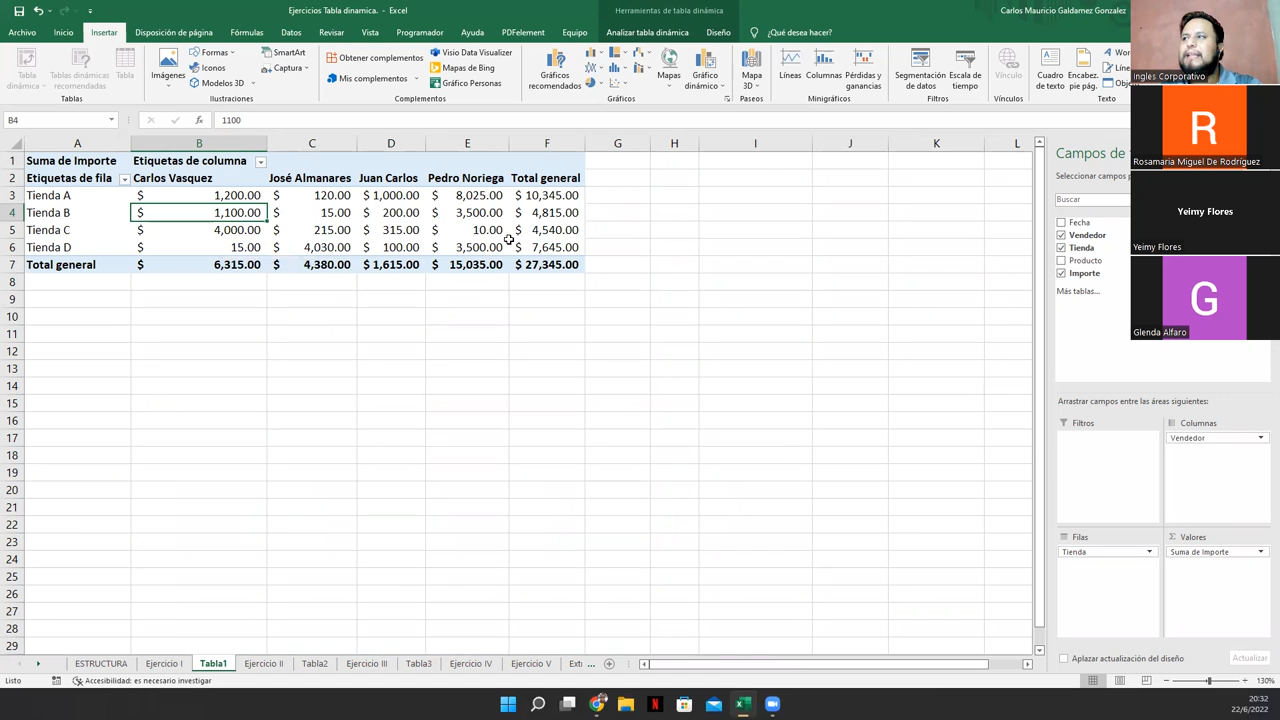 Ejercicios Tabla dinamica. - Excel
Herramientas de tabla dinámica
Carlos Mauricio Galdamez Gonzalez
Archivo Inicio Insertar Disposición de página Fórmulas Datos Revisar Vista Programador Ayuda PDFelement Equipo Analizar tabla dinámica Diseño ¿Qué desea hacer?
Tabla dinámica
Tablas dinámicas recomendadas
Tabla
Tablas
Imágenes
Formas
Iconos
Modelos 3D
SmartArt
Captura
Ilustraciones
Obtener complementos
Mis complementos
Visio Data Visualizer
Mapas de Bing
Gráfico Personas
Complementos
Gráficos recomendados
Mapas
Gráfico dinámico
Gráficos
Mapa 3D
Paseos
Líneas
Columnas
Pérdidas y ganancias
Minigráficos
Segmentación de datos
Escala de tiempo
Filtros
Vínculo
Vínculos
Cuadro de texto
Encabez. pie pág.
Texto
Ingles Corporativo
B4 fx 1100
A B C D E F G H I J K L
1 Suma de Importe Etiquetas de columna
2 Etiquetas de fila Carlos Vasquez José Almanares Juan Carlos Pedro Noriega Total general
3 Tienda A $ 1,200.00 $ 120.00 $ 1,000.00 $ 8,025.00 $ 10,345.00
4 Tienda B $ 1,100.00 $ 15.00 $ 200.00 $ 3,500.00 $ 4,815.00
5 Tienda C $ 4,000.00 $ 215.00 $ 315.00 $ 10.00 $ 4,540.00
6 Tienda D $ 15.00 $ 4,030.00 $ 100.00 $ 3,500.00 $ 7,645.00
7 Total general $ 6,315.00 $ 4,380.00 $ 1,615.00 $ 15,035.00 $ 27,345.00
8
9
10
11
12
13
14
15
16
17
18
19
20
21
22
23
24
25
26
27
28
29
Campos de
Seleccionar campos
Buscar
Fecha
Vendedor
Tienda
Producto
Importe
Más tablas...
R
Rosamaria Miguel De Rodríguez
Yeimy Flores
Yeimy Flores
G
Glenda Alfaro
Arrastrar campos entre las áreas siguientes:
Filtros
Columnas
Vendedor
Filas
Tienda
Σ Valores
Suma de Importe
Aplazar actualización del diseño
Actualizar
ESTRUCTURA Ejercicio I Tabla1 Ejercicio II Tabla2 Ejercicio III Tabla3 Ejercicio IV Ejercicio ...
Listo
Accesibilidad: es necesario investigar
130%
N
20:32
22/6/2022